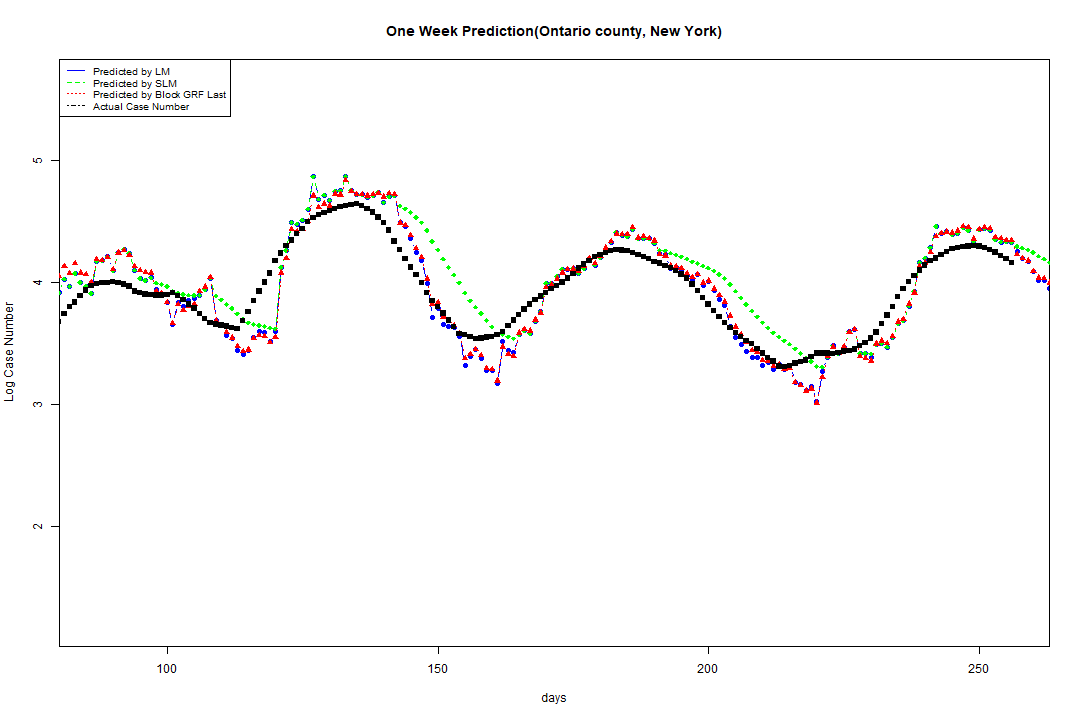 One Week Prediction(Ontario county, New York)
Predicted by LM
Predicted by SLM
Predicted by Block GRF Last
Actual Case Number
5
4
3
2
Log Case Number
100 150 200 250
days